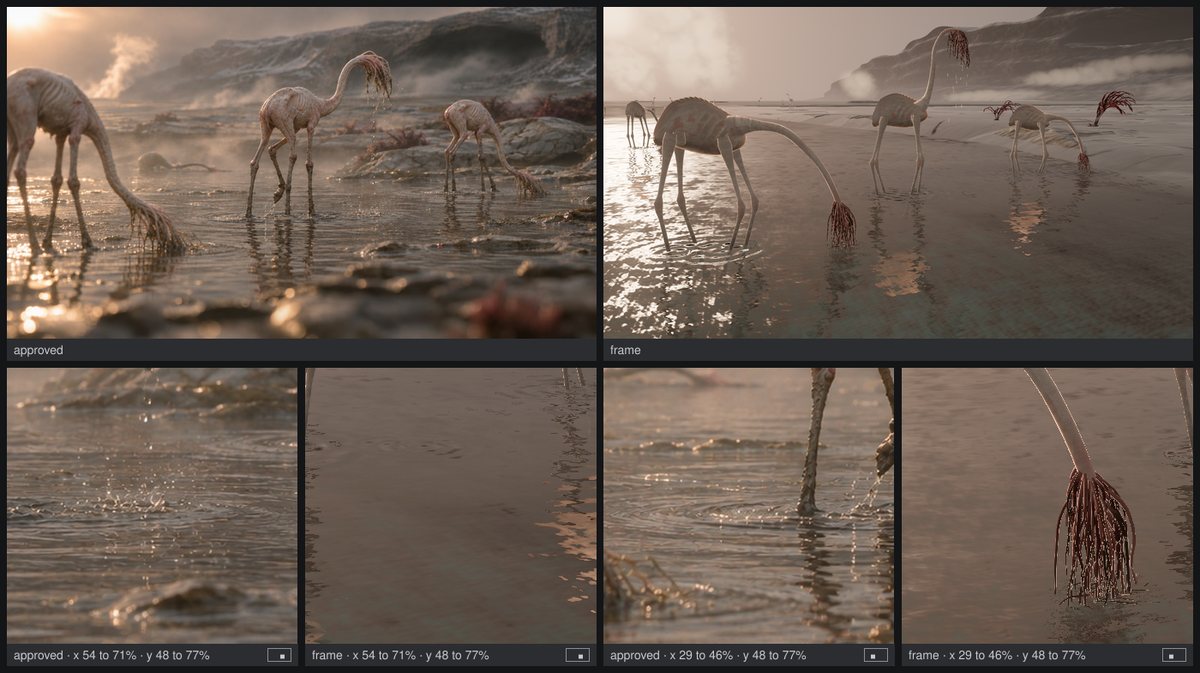 approved
frame
approved · x 54 to 71% · y 48 to 77%
frame · x 54 to 71% · y 48 to 77%
approved · x 29 to 46% · y 48 to 77%
frame · x 29 to 46% · y 48 to 77%